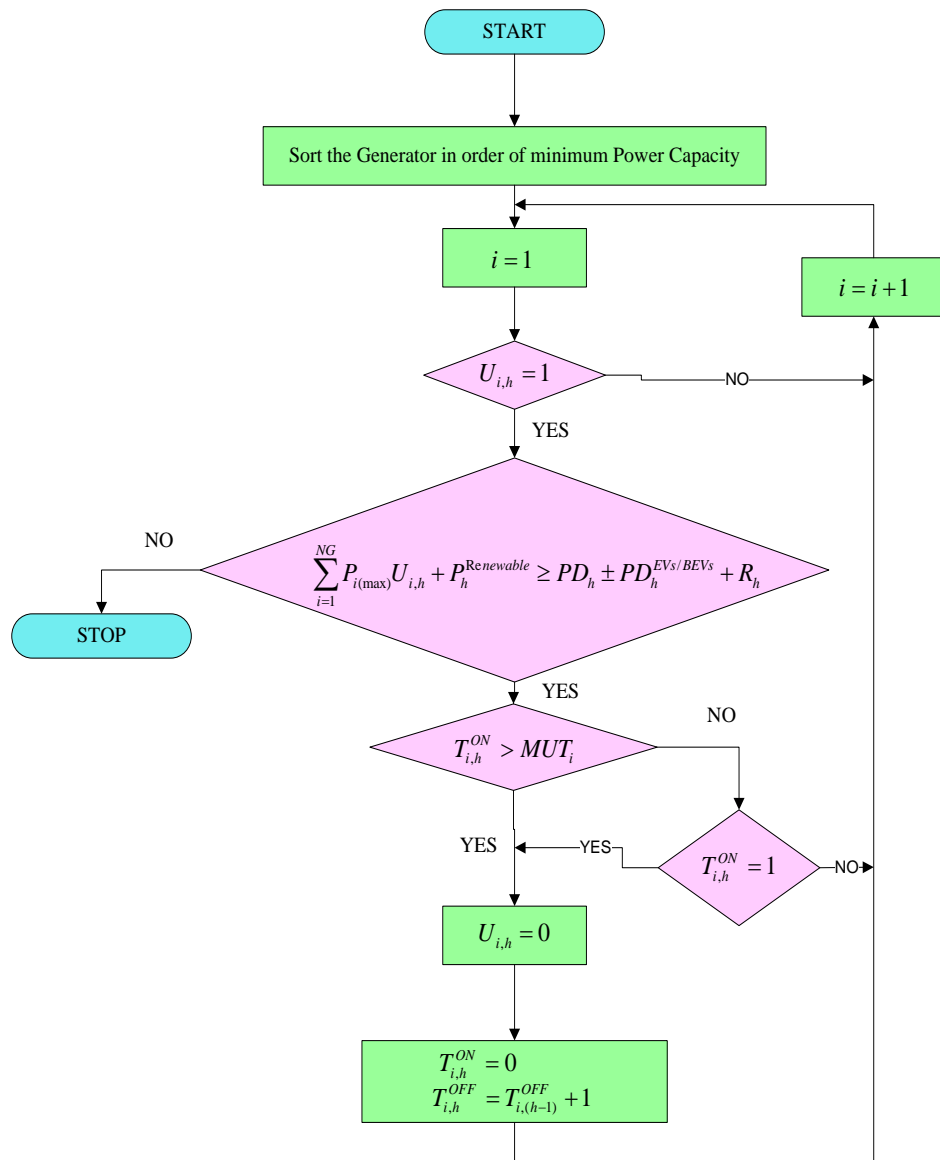 START
Sort the Generator in order of minimum Power Capacity
i = 1
i = i + 1
U_{i,h} = 1
NO
YES
NO
\sum_{i=1}^{NG} P_{i(max)} U_{i,h} + P_h^{Renewable} ≥ PD_h ± PD_h^{EVs/BEVs} + R_h
STOP
YES
NO
T_{i,h}^{ON} > MUT_i
YES
YES
T_{i,h}^{ON} = 1
NO
U_{i,h} = 0
T_{i,h}^{ON} = 0
T_{i,h}^{OFF} = T_{i,(h-1)}^{OFF} + 1